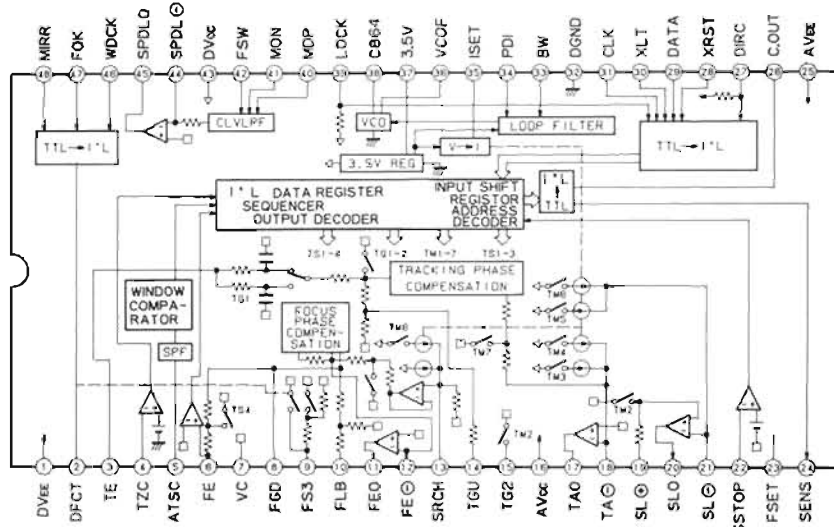 MIRR FOK WDCK SPDLO SPDL⊖ DVcc FSW MON MDP LOCK C864 3,5V VCOF ISET PDI BW DGND CLK XLT DATA XRST DIRC C.OUT AVEE
48 47 46 45 44 43 42 41 40 39 38 37 36 35 34 33 32 31 30 29 28 27 26 25
TTL→I²L
CLVLPF
VCO
LOOP FILTER
V→I
3.5V REG
TTL→I²L
I²L DATA REGISTER
SEQUENCER
OUTPUT DECODER
INPUT SHIFT
REGISTOR
ADDRESS
DECODER
I²L
TTL
TS1-4 TG1-2 TM1-7 TS1-3
TRACKING PHASE
COMPENSATION
TG1
WINDOW
COMPA-
RATOR
SPF
FOCUS
PHASE
COMPEN-
SATION
TM6
TM7
TM6
TM5
TM4
TM3
TM2
TS4
TM2
1 2 3 4 5 6 7 8 9 10 11 12 13 14 15 16 17 18 19 20 21 22 23 24
DVEE DFCT TE TZC ATSC FE VC FGD FS3 FLB FEO FE⊖ SRCH TGU TG2 AVcc TAO TA⊖ SL⊕ SLO SL⊖ SSTOP FSET SENS